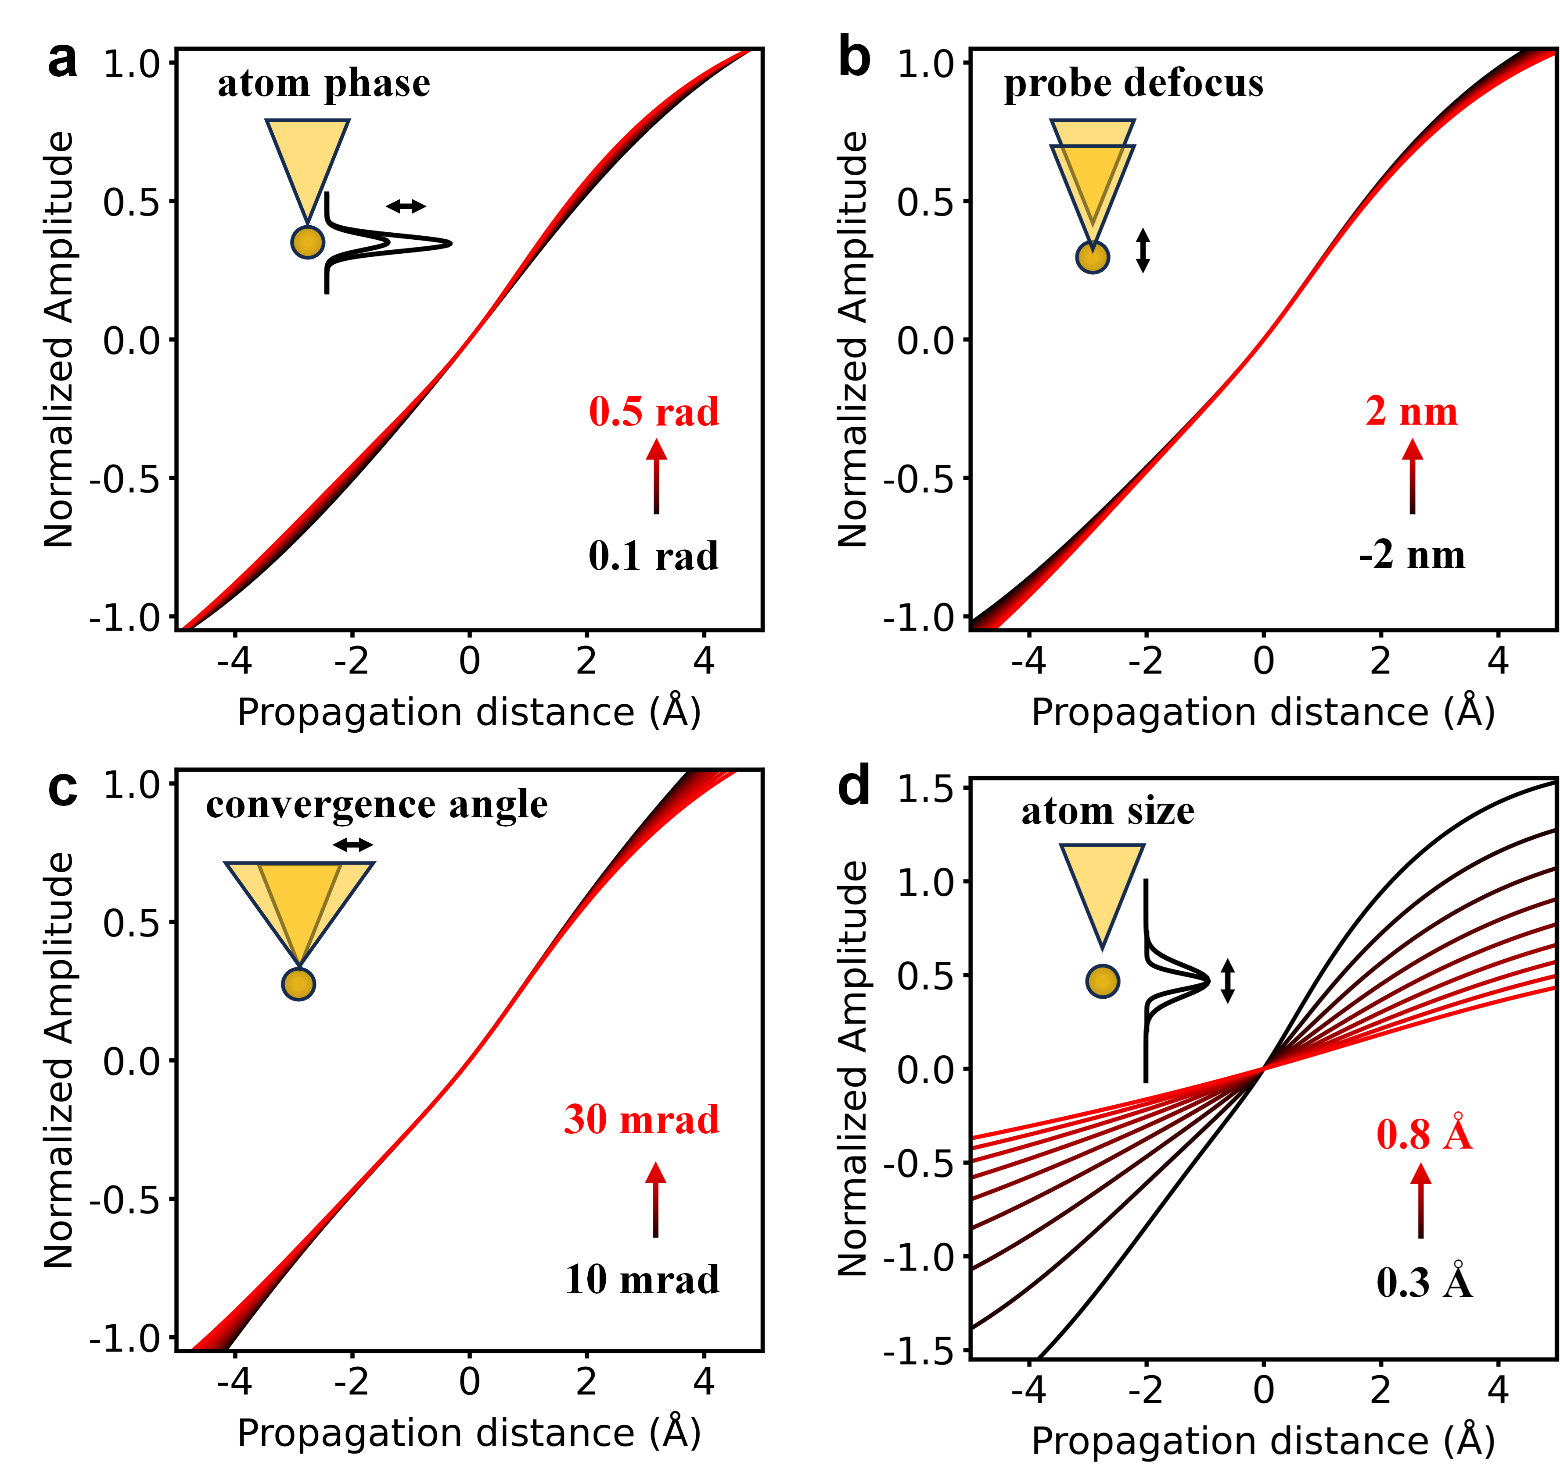 a
atom phase
Normalized Amplitude
1.0
0.5
0.0
-0.5
-1.0
0.5 rad
0.1 rad
-4 -2 0 2 4
Propagation distance (Å)
b
probe defocus
Normalized Amplitude
1.0
0.5
0.0
-0.5
-1.0
2 nm
-2 nm
-4 -2 0 2 4
Propagation distance (Å)
c
convergence angle
Normalized Amplitude
1.0
0.5
0.0
-0.5
-1.0
30 mrad
10 mrad
-4 -2 0 2 4
Propagation distance (Å)
d
atom size
Normalized Amplitude
1.5
1.0
0.5
0.0
-0.5
-1.0
-1.5
0.8 Å
0.3 Å
-4 -2 0 2 4
Propagation distance (Å)